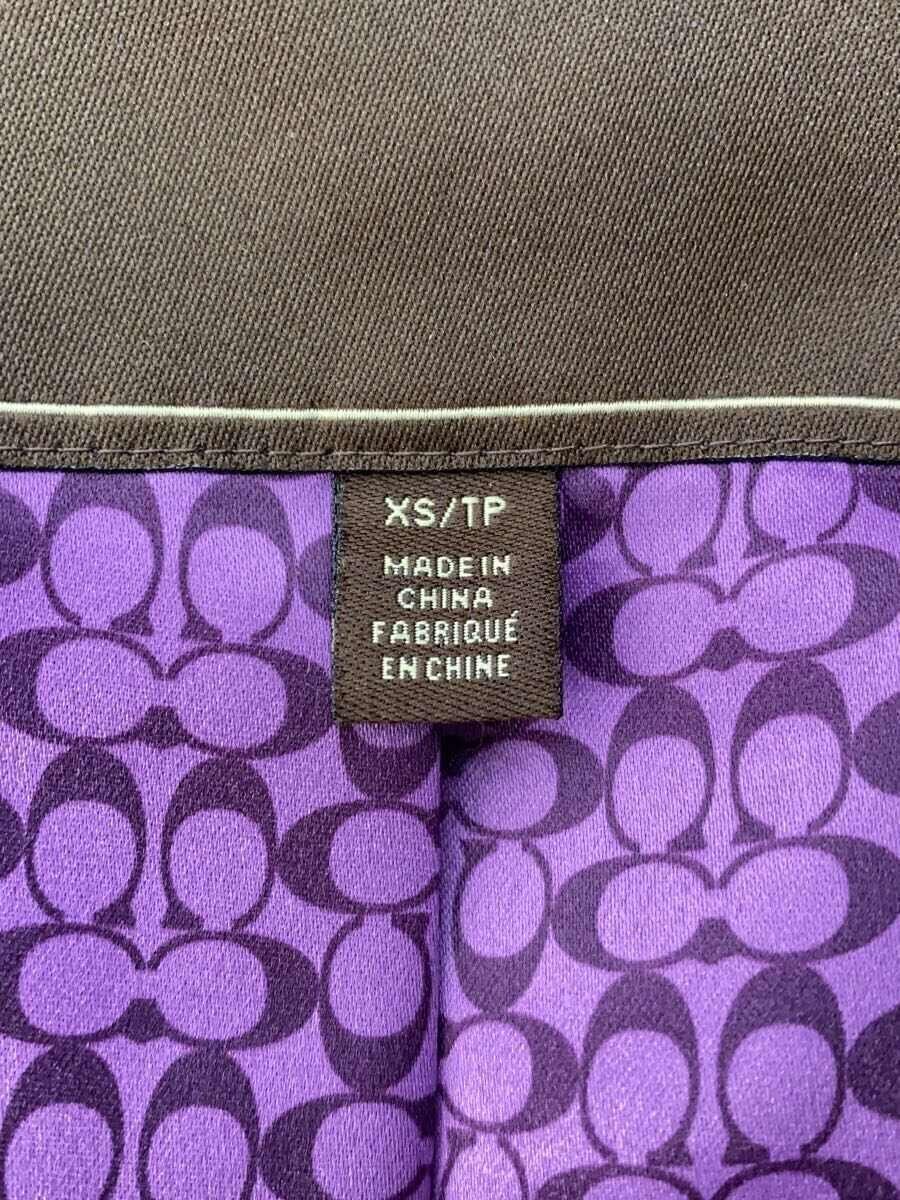 XS/TP
MADE IN
CHINA
FABRIQUÉ
EN CHINE